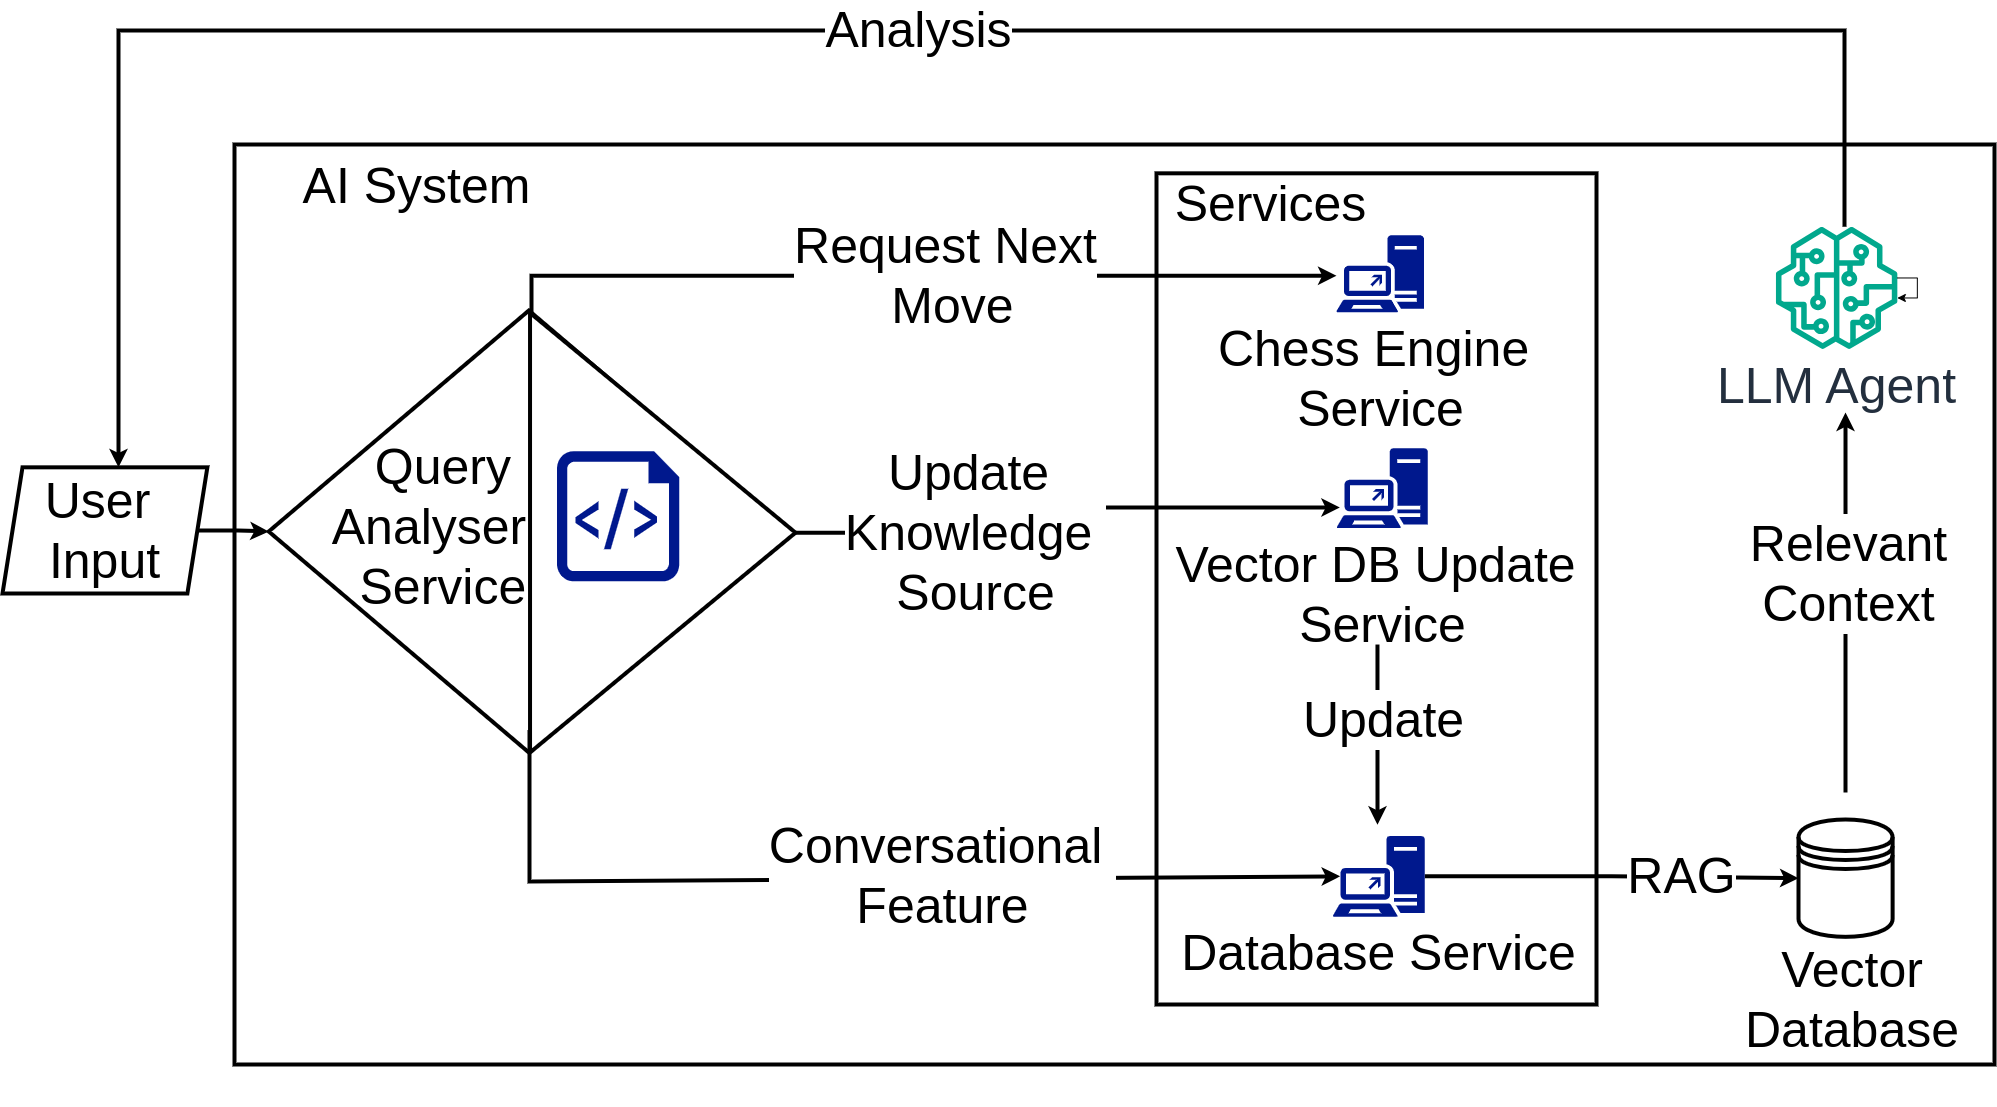 Analysis
AI System
Services
Request Next
Move
Chess Engine
Service
LLM Agent
User
Input
Query
Analyser
Service
</>
Update
Knowledge
Source
Vector DB Update
Service
Relevant
Context
Update
Conversational
Feature
RAG
Database Service
Vector
Database